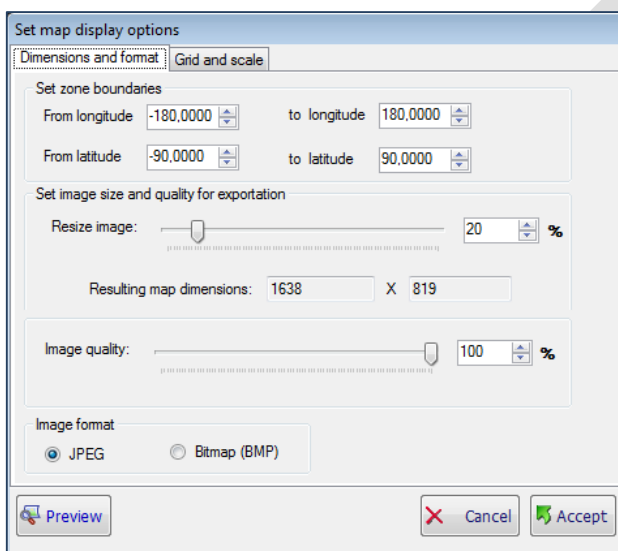 Set map display options
Dimensions and format Grid and scale
Set zone boundaries
From longitude -180,0000 to longitude 180,0000
From latitude -90,0000 to latitude 90,0000
Set image size and quality for exportation
Resize image: 20 %
Resulting map dimensions: 1638 X 819
Image quality: 100 %
Image format
JPEG Bitmap (BMP)
Preview Cancel Accept